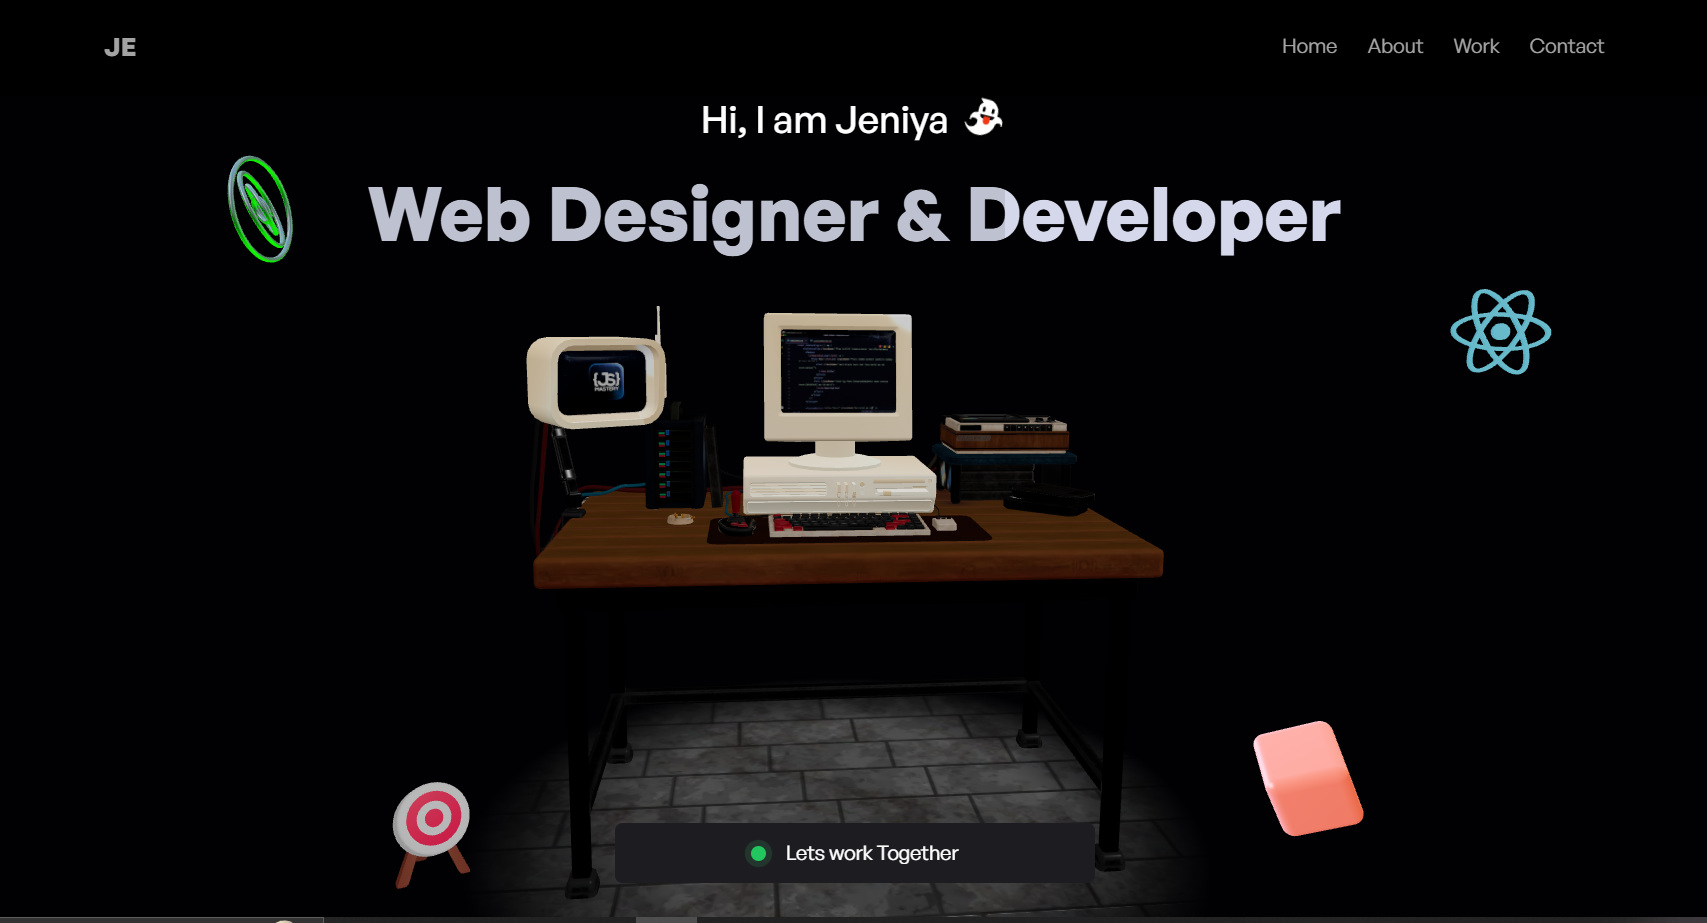 JE
Home About Work Contact
Hi, I am Jeniya
Web Designer & Developer
{JS}
MASTERY
Lets work Together